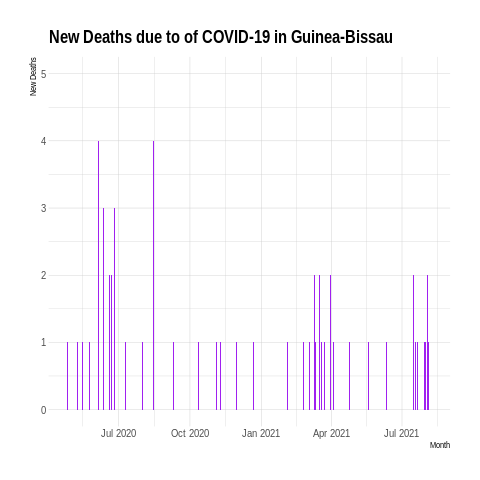 New Deaths due to of COVID-19 in Guinea-Bissau
New Deaths
5
4
3
2
1
0
Jul 2020 Oct 2020 Jan 2021 Apr 2021 Jul 2021
Month